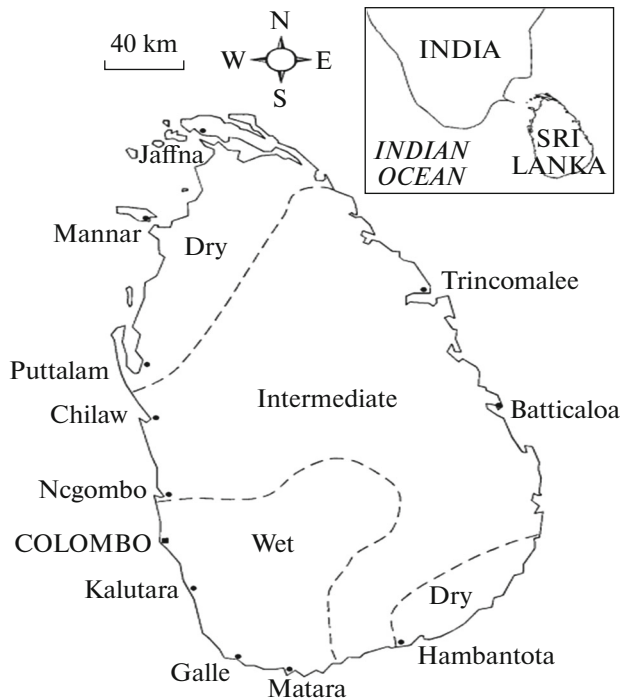 40 km
N
W
E
S
INDIA
INDIAN
OCEAN
SRI
LANKA
Jaffna
Mannar
Dry
Trincomalee
Puttalam
Intermediate
Batticaloa
Chilaw
Ncgombo
COLOMBO
Wet
Kalutara
Dry
Hambantota
Galle
Matara